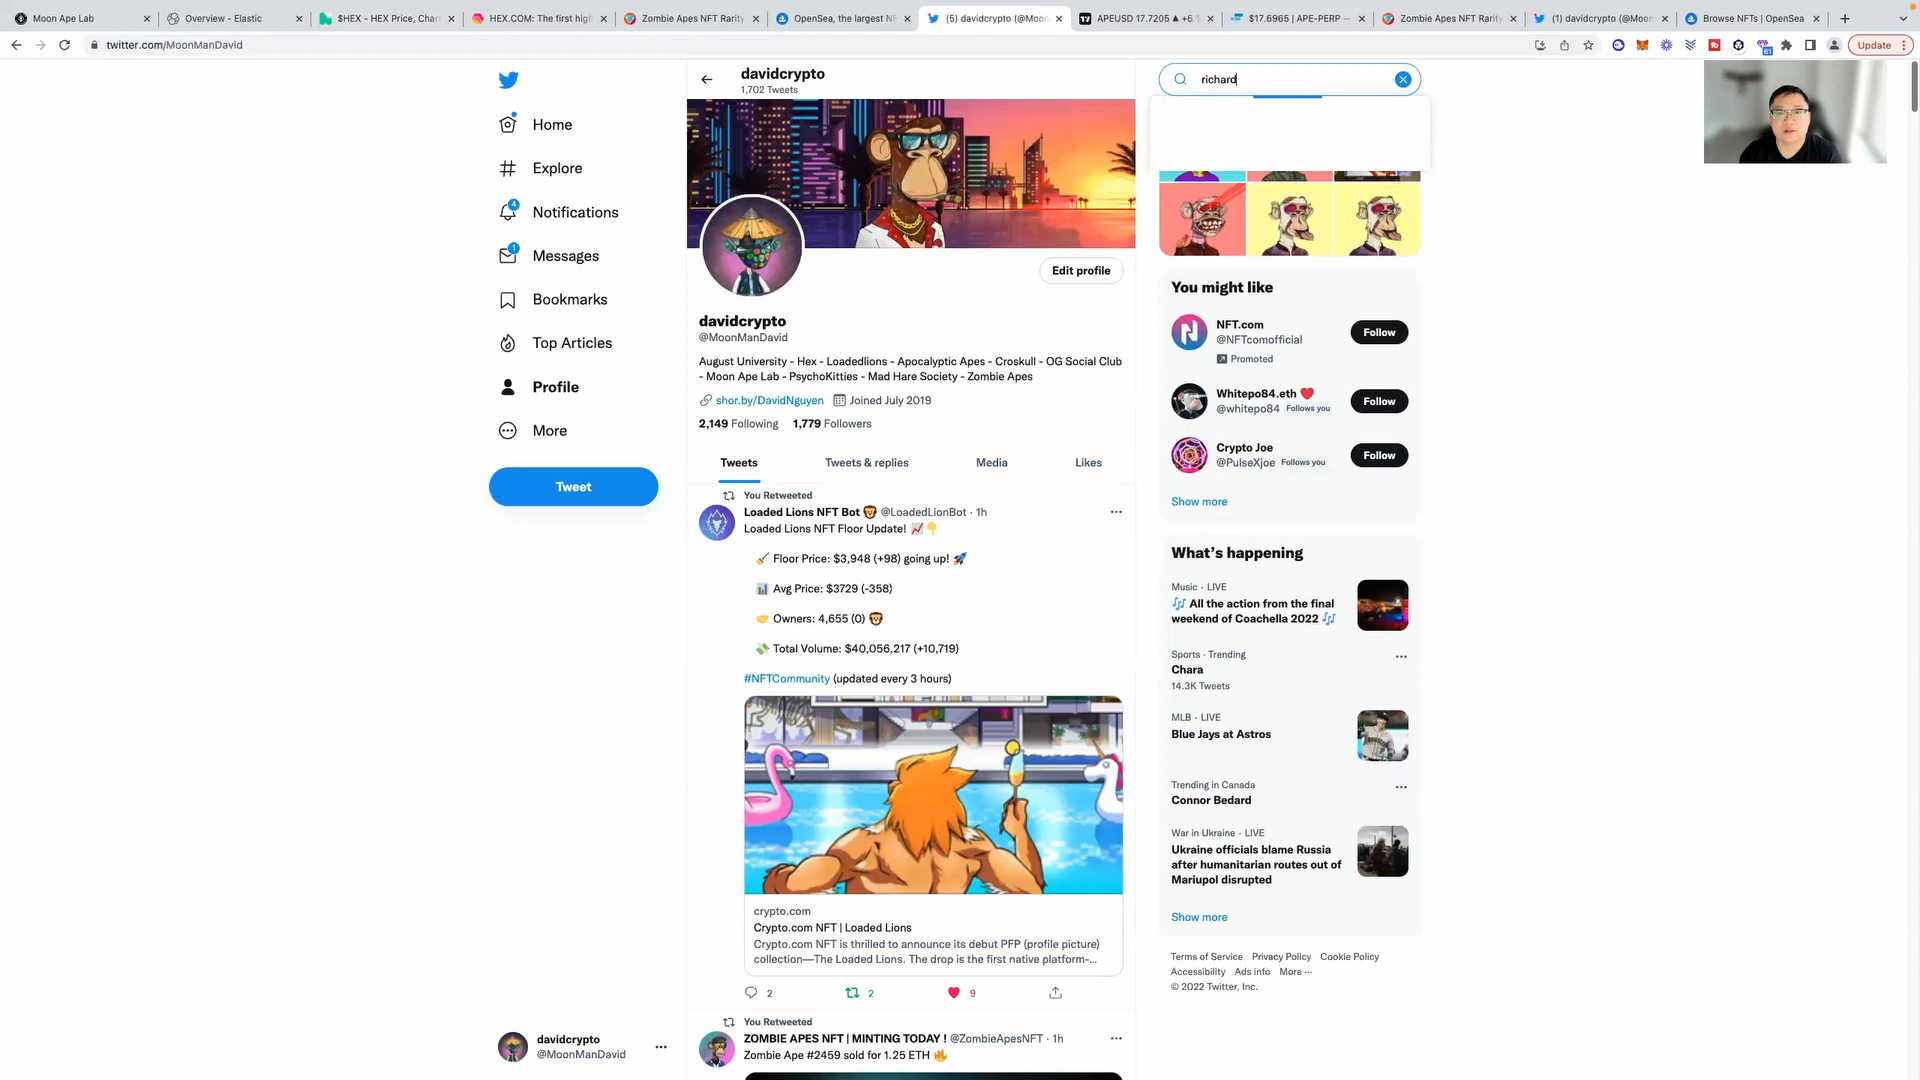 Moon Ape Lab
Overview - Elastic
$HEX - HEX Price, Char
HEX.COM: The first high
Zombie Apes NFT Rarity
OpenSea, the largest NF
(5) davidcrypto (@Moon
APEUSD 17.7205 ▲ +6.1
$17.6965 | APE-PERP —
Zombie Apes NFT Rarity
(1) davidcrypto (@Moon
Browse NFTs | OpenSea
twitter.com/MoonManDavid
61
Update
Home
Explore
4
Notifications
1
Messages
Bookmarks
Top Articles
Profile
More
Tweet
davidcrypto
@MoonManDavid
davidcrypto
1,702 Tweets
Edit profile
davidcrypto
@MoonManDavid
August University - Hex - Loadedlions - Apocalyptic Apes - Croskull - OG Social Club
- Moon Ape Lab - PsychoKitties - Mad Hare Society - Zombie Apes
shor.by/DavidNguyen Joined July 2019
2,149 Following 1,779 Followers
Tweets Tweets & replies Media Likes
You Retweeted
Loaded Lions NFT Bot 🦁 @LoadedLionBot · 1h
Loaded Lions NFT Floor Update! 📈👇
🧹 Floor Price: $3,948 (+98) going up! 🚀
📊 Avg Price: $3729 (-358)
🤝 Owners: 4,655 (0) 🦁
💸 Total Volume: $40,056,217 (+10,719)
#NFTCommunity (updated every 3 hours)
crypto.com
Crypto.com NFT | Loaded Lions
Crypto.com NFT is thrilled to announce its debut PFP (profile picture)
collection—The Loaded Lions. The drop is the first native platform-...
2 2 9
You Retweeted
ZOMBIE APES NFT | MINTING TODAY ! @ZombieApesNFT · 1h
Zombie Ape #2459 sold for 1.25 ETH 🔥
richard
You might like
NFT.com
@NFTcomofficial
Promoted
Follow
Whitepo84.eth ❤️
@whitepo84 Follows you
Follow
Crypto Joe
@PulseXjoe Follows you
Follow
Show more
What's happening
Music · LIVE
🎶 All the action from the final
weekend of Coachella 2022 🎶
Sports · Trending
Chara
14.3K Tweets
MLB · LIVE
Blue Jays at Astros
Trending in Canada
Connor Bedard
War in Ukraine · LIVE
Ukraine officials blame Russia
after humanitarian routes out of
Mariupol disrupted
Show more
Terms of Service Privacy Policy Cookie Policy
Accessibility Ads info More ···
© 2022 Twitter, Inc.